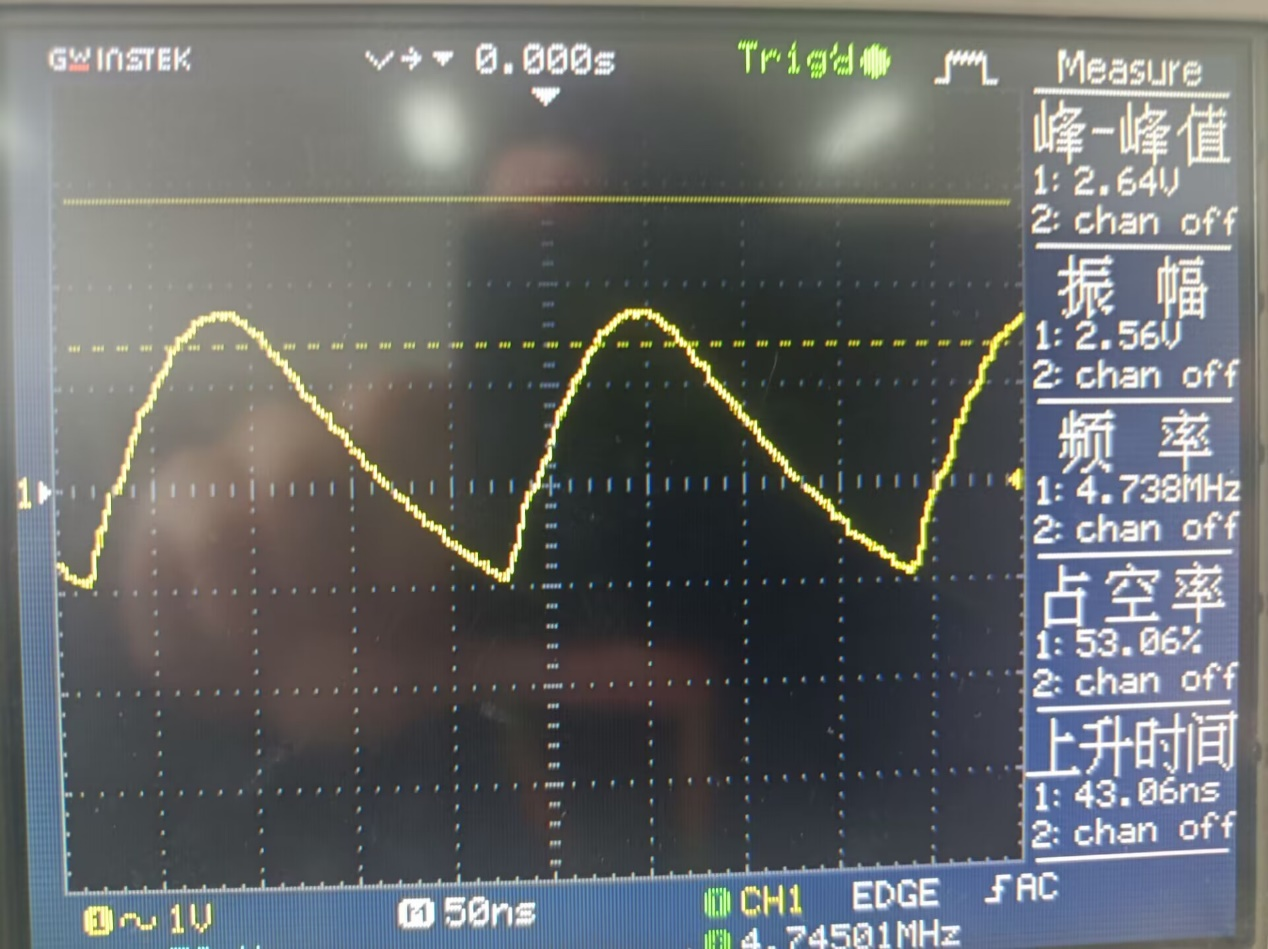 GW INSTEK
0.000s
Trig'd
Measure
峰-峰值
1: 2.64V
2: chan off
振 幅
1: 2.56V
2: chan off
频 率
1: 4.738MHz
2: chan off
占空率
1: 53.06%
2: chan off
上升时间
1: 43.06ns
2: chan off
1
1 1V
M 50ns
CH1
EDGE
AC
4.74501MHz